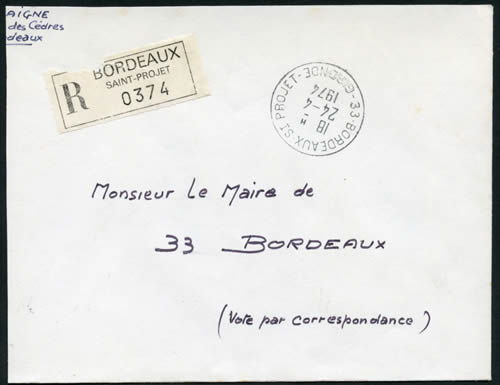 AIGNE
des Cèdres
deaux
R
BORDEAUX
SAINT-PROJET
0374
33-BORDEAUX ST PROJET-GIRONDE-
18 H
24-4
1974
Monsieur Le Maire de
33 BORDEAUX
(Vote par correspondance)